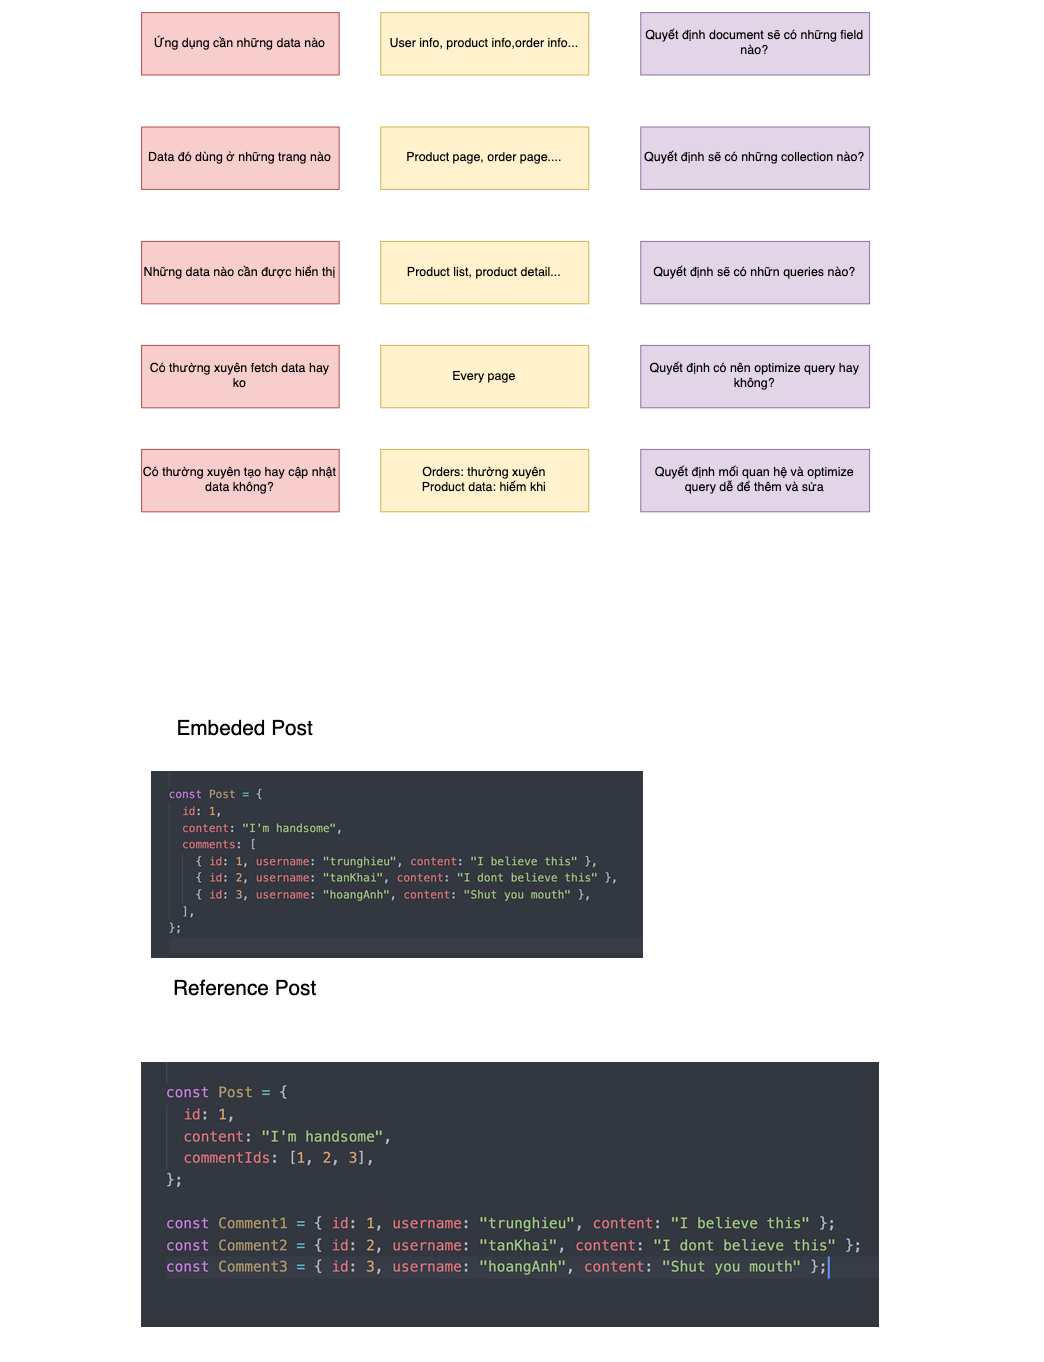 Ứng dụng cần những data nào
User info, product info,order info...
Quyết định document sẽ có những field
nào?
Data đó dùng ở những trang nào
Product page, order page....
Quyết định sẽ có những collection nào?
Những data nào cần được hiển thị
Product list, product detail...
Quyết định sẽ có nhữn queries nào?
Có thường xuyên fetch data hay
ko
Every page
Quyết định có nên optimize query hay
không?
Có thường xuyên tạo hay cập nhật
data không?
Orders: thường xuyên
Product data: hiếm khi
Quyết định mối quan hệ và optimize
query dễ để thêm và sửa
Embeded Post
const Post = {
id: 1,
content: "I'm handsome",
comments: [
{ id: 1, username: "trunghieu", content: "I believe this" },
{ id: 2, username: "tanKhai", content: "I dont believe this" },
{ id: 3, username: "hoangAnh", content: "Shut you mouth" },
],
};
Reference Post
const Post = {
id: 1,
content: "I'm handsome",
commentIds: [1, 2, 3],
};
const Comment1 = { id: 1, username: "trunghieu", content: "I believe this" };
const Comment2 = { id: 2, username: "tanKhai", content: "I dont believe this" };
const Comment3 = { id: 3, username: "hoangAnh", content: "Shut you mouth" };